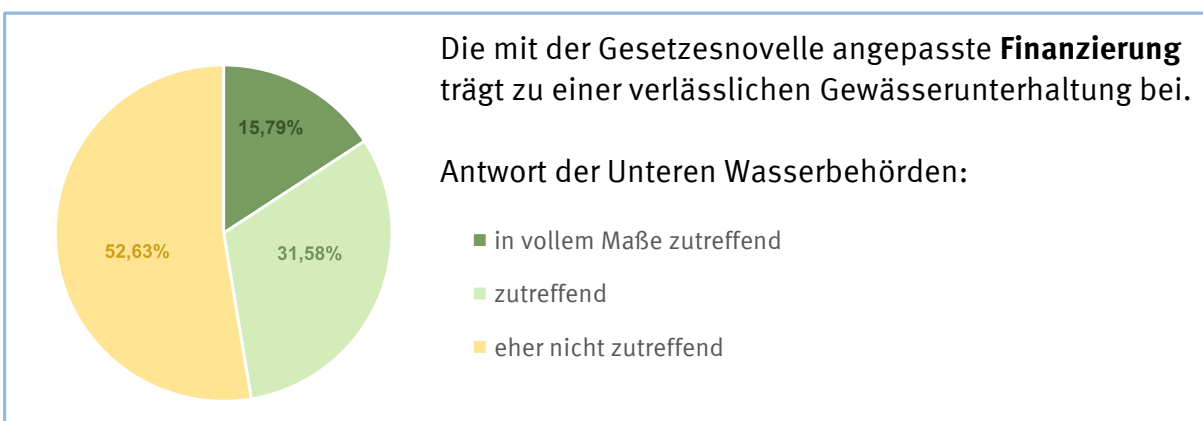 Die mit der Gesetzesnovelle angepasste Finanzierung
trägt zu einer verlässlichen Gewässerunterhaltung bei.
Antwort der Unteren Wasserbehörden:
in vollem Maße zutreffend
zutreffend
eher nicht zutreffend
15,79%
31,58%
52,63%